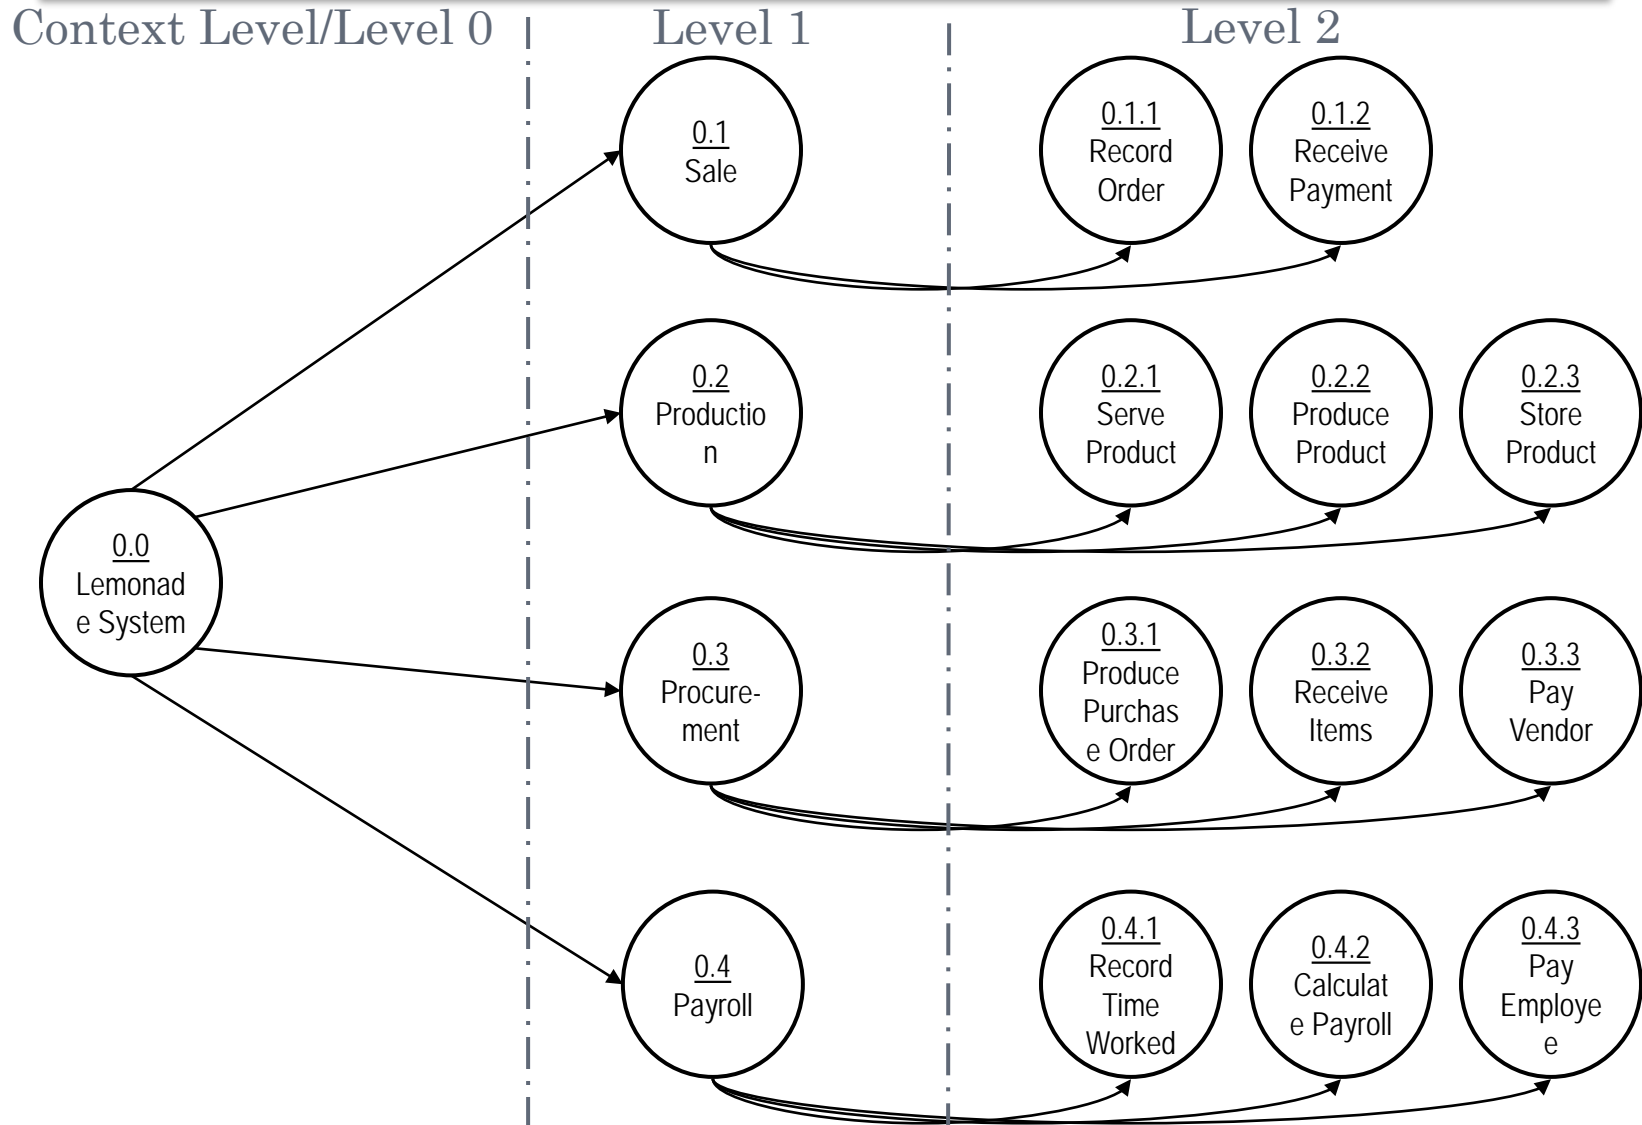 Context Level/Level 0
Level 1
Level 2
0.1
Sale
0.1.1
Record
Order
0.1.2
Receive
Payment
0.2
Productio
n
0.2.1
Serve
Product
0.2.2
Produce
Product
0.2.3
Store
Product
0.0
Lemonad
e System
0.3
Procure-
ment
0.3.1
Produce
Purchas
e Order
0.3.2
Receive
Items
0.3.3
Pay
Vendor
0.4
Payroll
0.4.1
Record
Time
Worked
0.4.2
Calculat
e Payroll
0.4.3
Pay
Employe
e